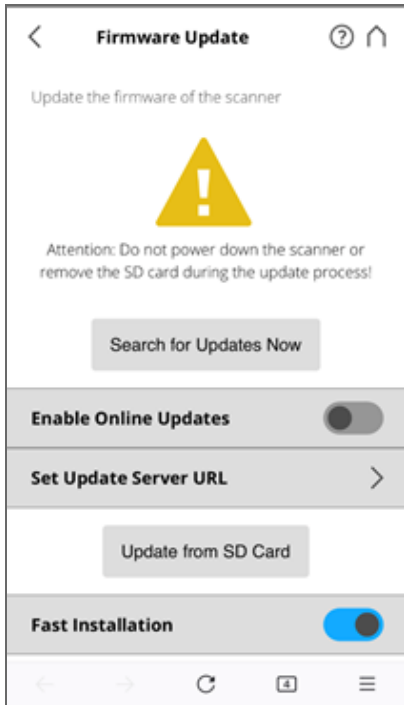 Firmware Update
Update the firmware of the scanner
Attention: Do not power down the scanner or
remove the SD card during the update process!
Search for Updates Now
Enable Online Updates
Set Update Server URL
Update from SD Card
Fast Installation
4